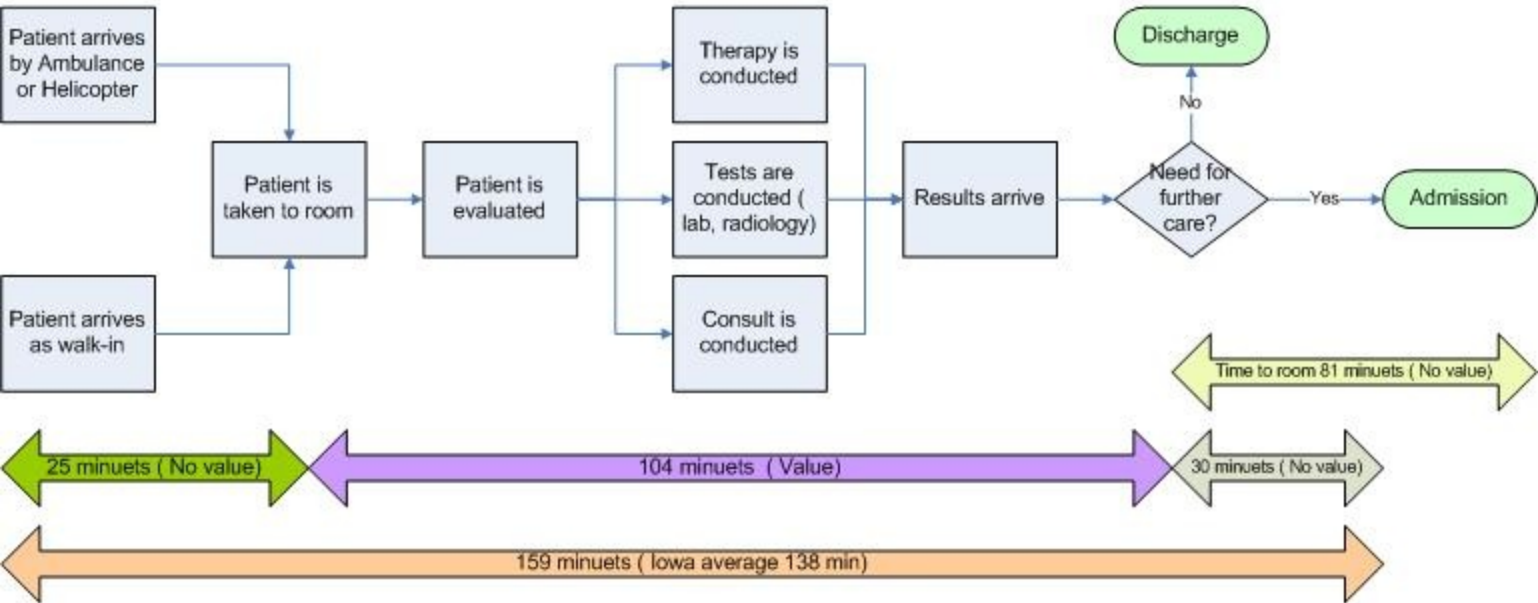 Patient arrives
by Ambulance
or Helicopter
Patient arrives
as walk-in
Patient is
taken to room
Patient is
evaluated
Therapy is
conducted
Tests are
conducted (
lab, radiology)
Consult is
conducted
Results arrive
Need for
further
care?
No
Discharge
Yes
Admission
Time to room 81 minuets ( No value)
25 minuets ( No value)
104 minuets  ( Value)
30 minuets ( No value)
159 minuets ( Iowa average 138 min)